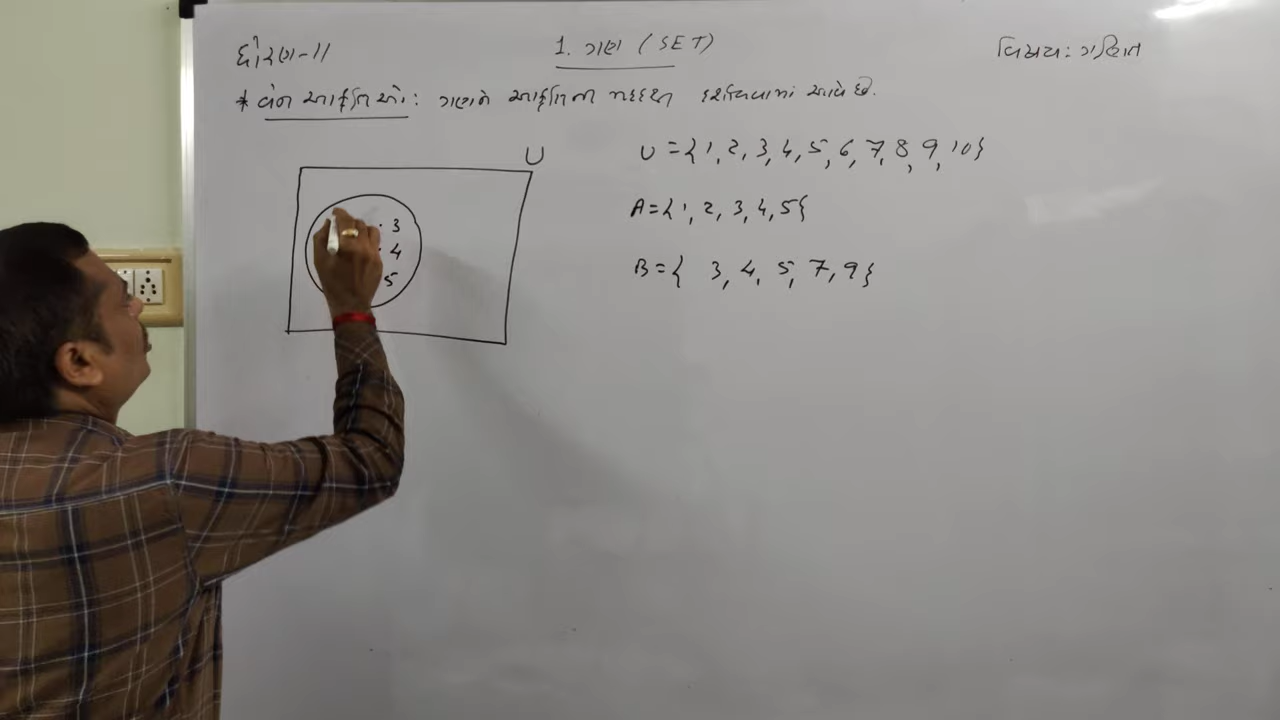 ધોરણ-11
1. ગણ (SET)
વિષય: ગણિત
* વેન આકૃતિઓ: ગણને આકૃતિની મદદથી દર્શાવવામાં આવે છે.
U
U = {1, 2, 3, 4, 5, 6, 7, 8, 9, 10}
A = {1, 2, 3, 4, 5}
B = { 3, 4, 5, 7, 9}
· 3
· 4
5